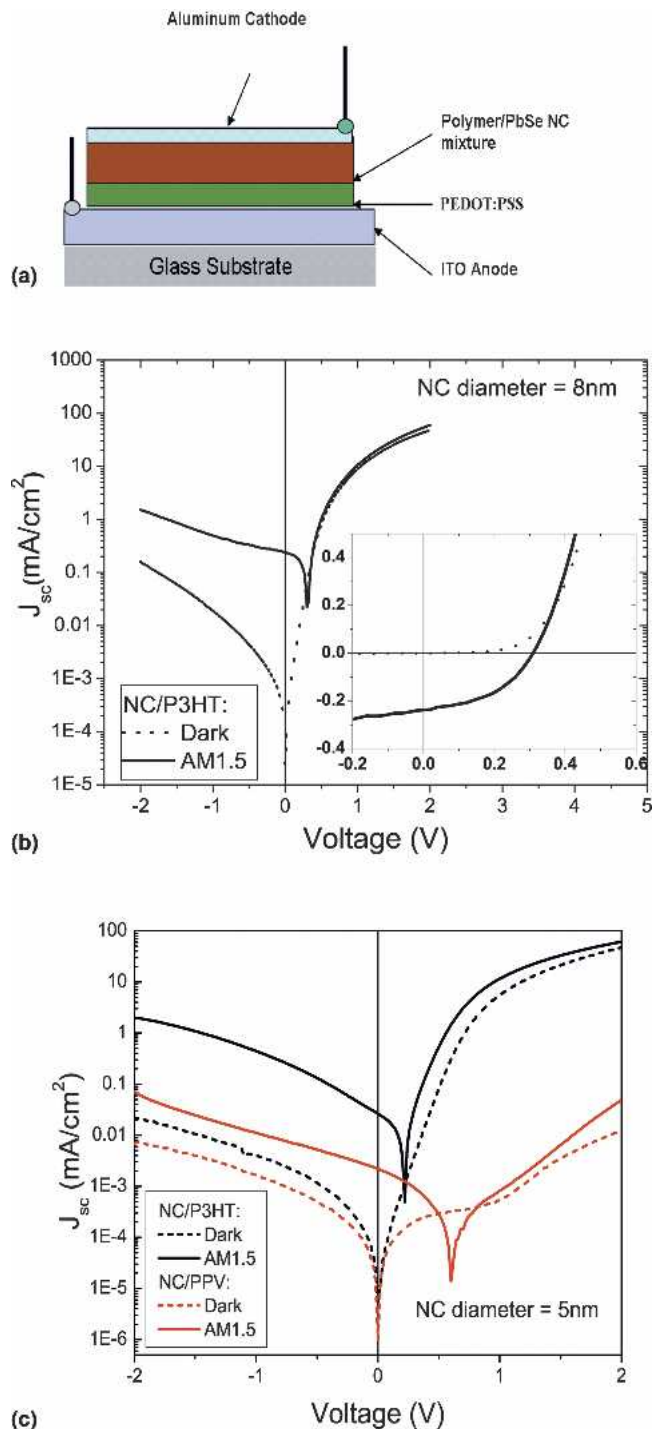 Aluminum Cathode
Polymer/PbSe NC
mixture
PEDOT:PSS
ITO Anode
Glass Substrate
(a)
1000
100
10
1
0.1
0.01
1E-3
1E-4
1E-5
J_sc(mA/cm²)
NC diameter = 8nm
NC/P3HT:
Dark
AM1.5
0.4
0.2
0.0
-0.2
-0.4
-0.2 0.0 0.2 0.4 0.6
-2 -1 0 1 2 3 4 5
Voltage (V)
(b)
100
10
1
0.1
0.01
1E-3
1E-4
1E-5
1E-6
J_sc (mA/cm²)
NC/P3HT:
Dark
AM1.5
NC/PPV:
Dark
AM1.5
NC diameter = 5nm
-2 -1 0 1 2
Voltage (V)
(c)